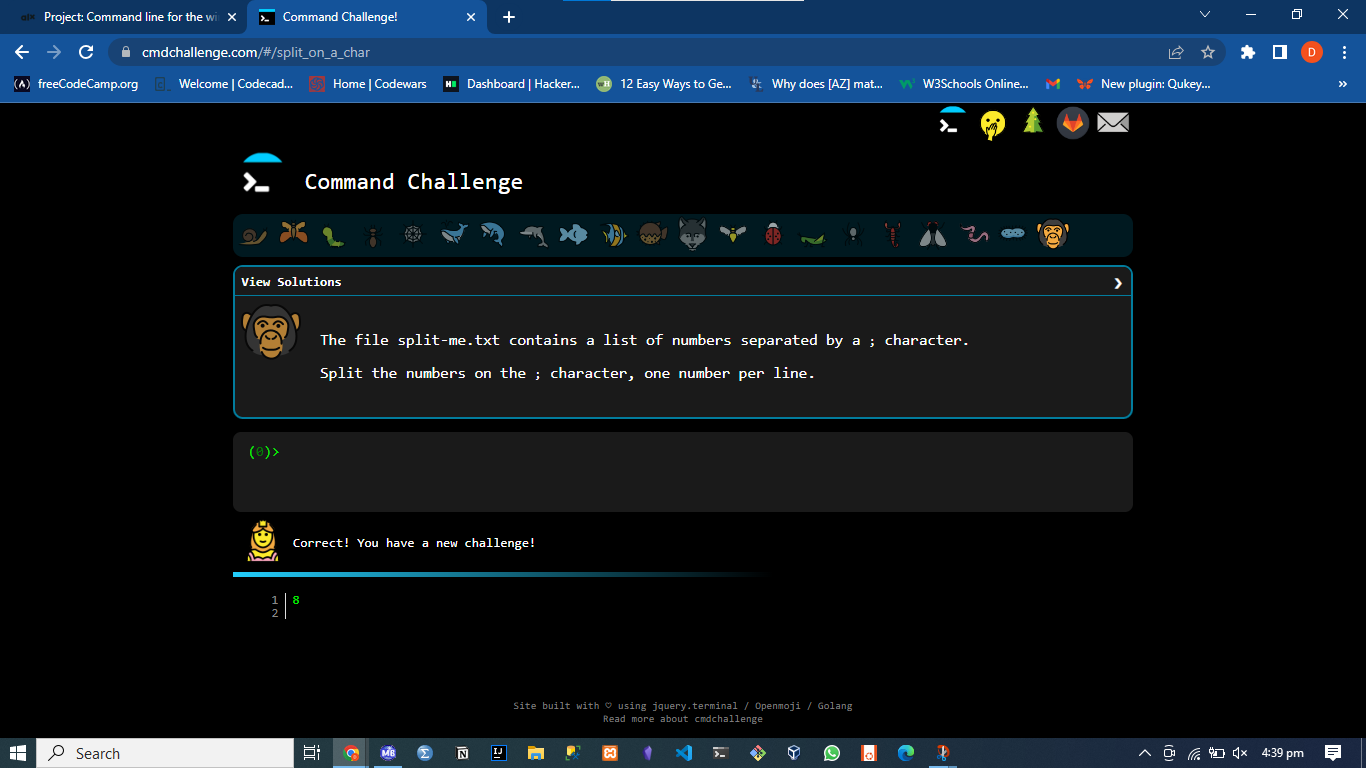 Project: Command line for the wi
Command Challenge!
cmdchallenge.com/#/split_on_a_char
D
freeCodeCamp.org
Welcome | Codecad...
Home | Codewars
Dashboard | Hacker...
12 Easy Ways to Ge...
Why does [AZ] mat...
W3Schools Online...
New plugin: Qukey...
»
Command Challenge
View Solutions
The file split-me.txt contains a list of numbers separated by a ; character.
Split the numbers on the ; character, one number per line.
(0)>
Correct! You have a new challenge!
1 8
2
Site built with ♡ using jquery.terminal / Openmoji / Golang
Read more about cmdchallenge
Search
4:39 pm